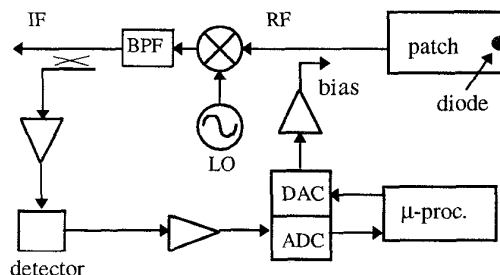 IF
RF
BPF
patch
diode
bias
LO
DAC
ADC
μ-proc.
detector